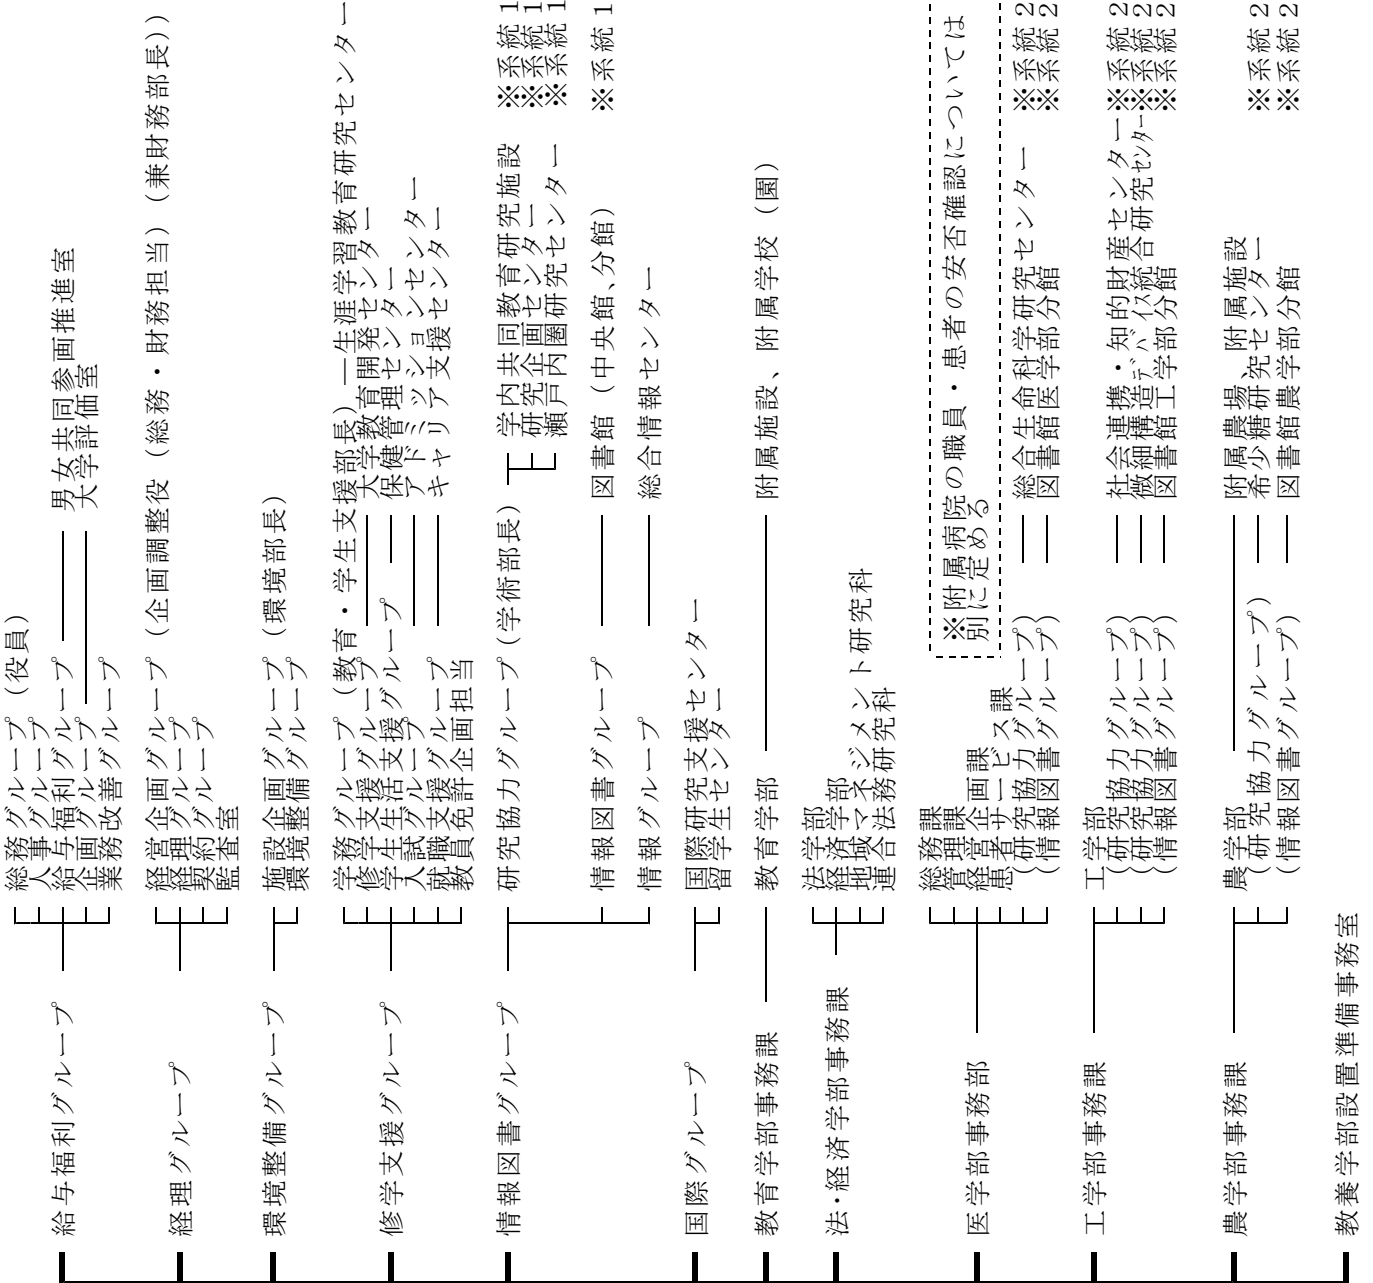 給与福利グループ
総務グループ（役員）
人事グループ
給与福利グループ
男女共同参画推進室
企画グループ
大学評価室
業務改善グループ
経理グループ
経営企画グループ（企画調整役（総務・財務担当）（兼財務部長））
経理グループ
契約グループ
監査室
環境整備グループ
施設企画グループ（環境部長）
環境整備グループ
修学支援グループ
学務グループ（教育・学生支援部長）―生涯学習教育研究センター
修学支援グループ
大学教育開発センター
学生生活支援グループ
保健管理センター
入試グループ
アドミッションセンター
就職支援グループ
キャリア支援センター
教員免許企画担当
情報図書グループ
研究協力グループ（学術部長）
学内共同教育研究施設
※系統１
研究企画センター
※系統１
瀬戸内圏研究センター
※系統１
情報図書グループ
図書館（中央館、分館）
※系統１
情報グループ
総合情報センター
国際グループ
国際研究支援センター
留学生センター
教育学部事務課
教育学部
附属施設、附属学校（園）
法・経済学部事務課
法学部
経済学部
地域マネジメント研究科
連合法務研究科
医学部事務部
総務課
管理課
経営企画課
患者サービス課
（研究協力グループ）
総合生命科学研究センター
※系統２
（情報図書グループ）
図書館医学部分館
※系統２
※附属病院の職員・患者の安否確認については
別に定める
工学部事務課
工学部
（研究協力グループ）
社会連携・知的財産センター
※系統２
（研究協力グループ）
微細構造デバイス統合研究センター
※系統２
（情報図書グループ）
図書館工学部分館
※系統２
農学部事務課
農学部
附属農場、附属施設
（研究協力グループ）
希少糖研究センター
※系統２
（情報図書グループ）
図書館農学部分館
※系統２
教養学部設置準備事務室